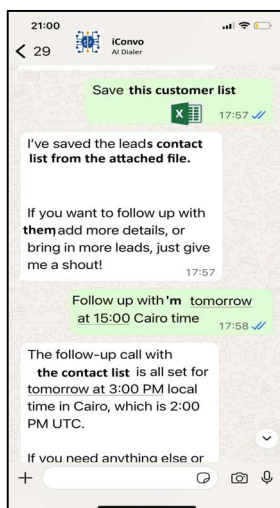 21:00
29
iConvo
AI Dialer
Save this customer list
X
17:57
I've saved the leads contact
list from the attached file.
If you want to follow up with
them add more details, or
bring in more leads, just give
me a shout!
17:57
Follow up with 'm tomorrow
at 15:00 Cairo time
17:58
The follow-up call with
the contact list is all set for
tomorrow at 3:00 PM local
time in Cairo, which is 2:00
PM UTC.
If you need anything else or